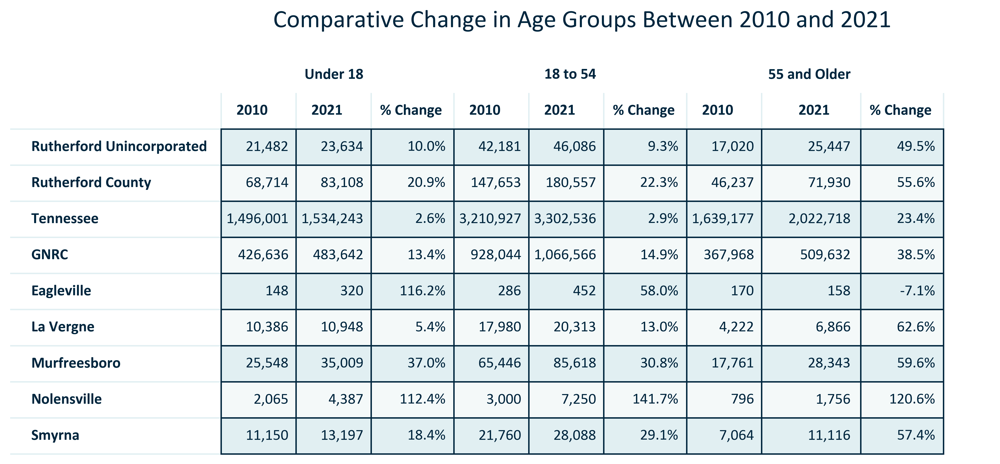 Comparative Change in Age Groups Between 2010 and 2021
Under 18 18 to 54 55 and Older
2010 2021 % Change 2010 2021 % Change 2010 2021 % Change
Rutherford Unincorporated 21,482 23,634 10.0% 42,181 46,086 9.3% 17,020 25,447 49.5%
Rutherford County 68,714 83,108 20.9% 147,653 180,557 22.3% 46,237 71,930 55.6%
Tennessee 1,496,001 1,534,243 2.6% 3,210,927 3,302,536 2.9% 1,639,177 2,022,718 23.4%
GNRC 426,636 483,642 13.4% 928,044 1,066,566 14.9% 367,968 509,632 38.5%
Eagleville 148 320 116.2% 286 452 58.0% 170 158 -7.1%
La Vergne 10,386 10,948 5.4% 17,980 20,313 13.0% 4,222 6,866 62.6%
Murfreesboro 25,548 35,009 37.0% 65,446 85,618 30.8% 17,761 28,343 59.6%
Nolensville 2,065 4,387 112.4% 3,000 7,250 141.7% 796 1,756 120.6%
Smyrna 11,150 13,197 18.4% 21,760 28,088 29.1% 7,064 11,116 57.4%